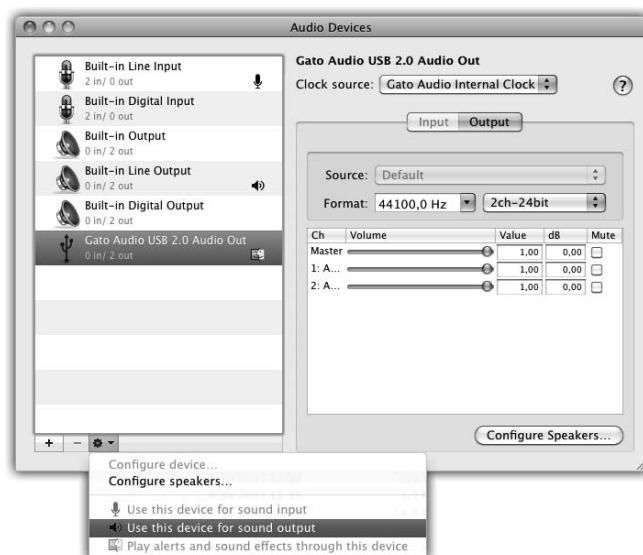 Audio Devices
Built-in Line Input
2 in/ 0 out
Built-in Digital Input
2 in/ 0 out
Built-in Output
0 in/ 2 out
Built-in Line Output
0 in/ 2 out
Built-in Digital Output
0 in/ 2 out
Gato Audio USB 2.0 Audio Out
0 in/ 2 out
Gato Audio USB 2.0 Audio Out
Clock source: Gato Audio Internal Clock
?
Input Output
Source: Default
Format: 44100,0 Hz 2ch-24bit
Ch Volume Value dB Mute
Master 1,00 0,00
1: A... 1,00 0,00
2: A... 1,00 0,00
Configure Speakers...
Configure device...
Configure speakers...
Use this device for sound input
Use this device for sound output
Play alerts and sound effects through this device